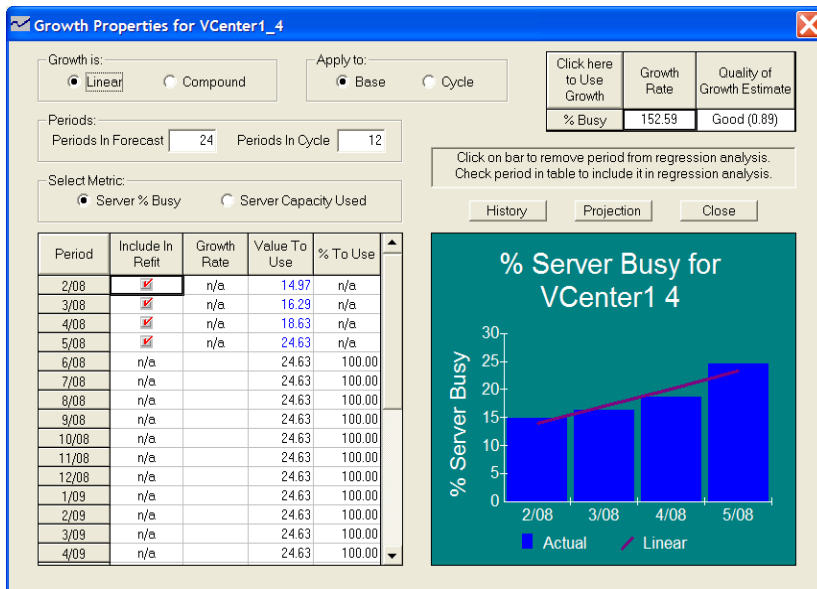 Growth Properties for VCenter1_4
Growth is:
Linear Compound
Apply to:
Base Cycle
Click here to Use Growth
Growth Rate
Quality of Growth Estimate
% Busy 152.59 Good (0.89)
Periods:
Periods In Forecast 24 Periods In Cycle 12
Click on bar to remove period from regression analysis.
Check period in table to include it in regression analysis.
Select Metric:
Server % Busy Server Capacity Used
History Projection Close
Period Include In Refit Growth Rate Value To Use % To Use
2/08 n/a 14.97 n/a
3/08 n/a 16.29 n/a
4/08 n/a 18.63 n/a
5/08 n/a 24.63 n/a
6/08 n/a 24.63 100.00
7/08 n/a 24.63 100.00
8/08 n/a 24.63 100.00
9/08 n/a 24.63 100.00
10/08 n/a 24.63 100.00
11/08 n/a 24.63 100.00
12/08 n/a 24.63 100.00
1/09 n/a 24.63 100.00
2/09 n/a 24.63 100.00
3/09 n/a 24.63 100.00
4/09 n/a 24.63 100.00
% Server Busy for
VCenter1 4
% Server Busy
30
25
20
15
10
5
0
2/08 3/08 4/08 5/08
Actual Linear